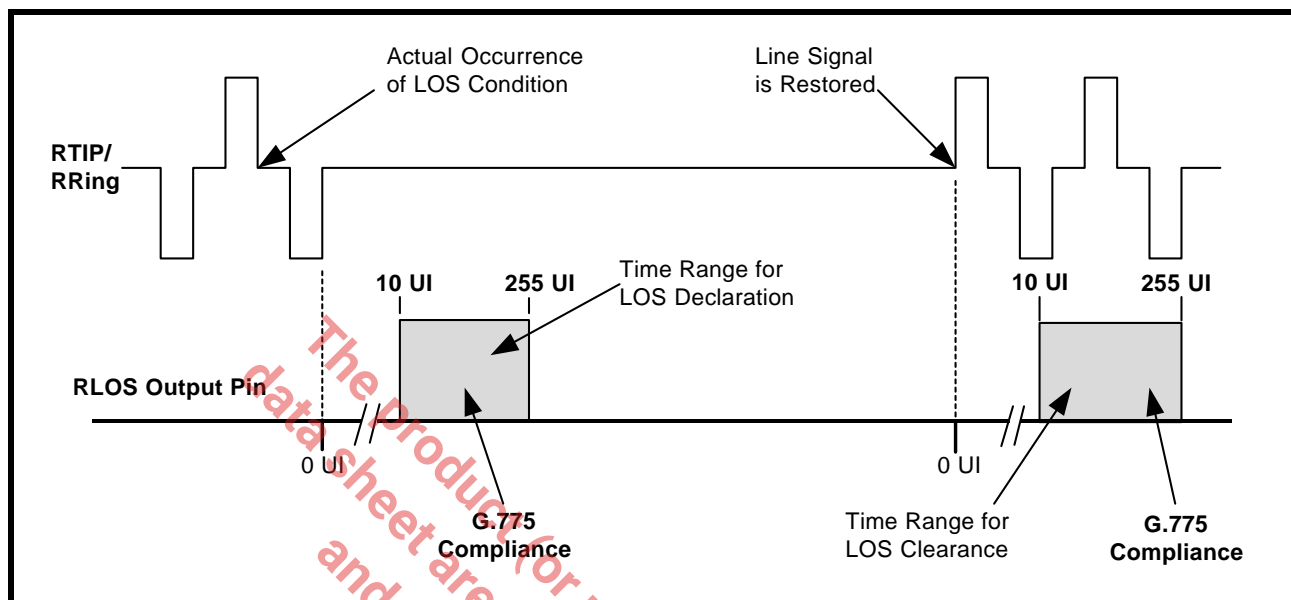 Actual Occurrence
of LOS Condition
Line Signal
is Restored
RTIP/
RRing
10 UI
255 UI
Time Range for
LOS Declaration
10 UI
255 UI
RLOS Output Pin
0 UI
0 UI
G.775
Compliance
Time Range for
LOS Clearance
G.775
Compliance
The product (or
data sheet are
and